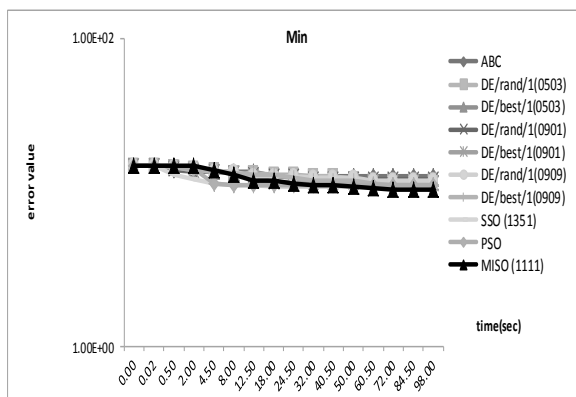 Min
1.00E+02
error value
1.00E+00
ABC
DE/rand/1(0503)
DE/best/1(0503)
DE/rand/1(0901)
DE/best/1(0901)
DE/rand/1(0909)
DE/best/1(0909)
SSO (1351)
PSO
MISO (1111)
time(sec)
0.00 0.02 0.50 2.00 4.50 8.00 12.50 18.00 24.50 32.00 40.50 50.00 60.50 72.00 84.50 98.00